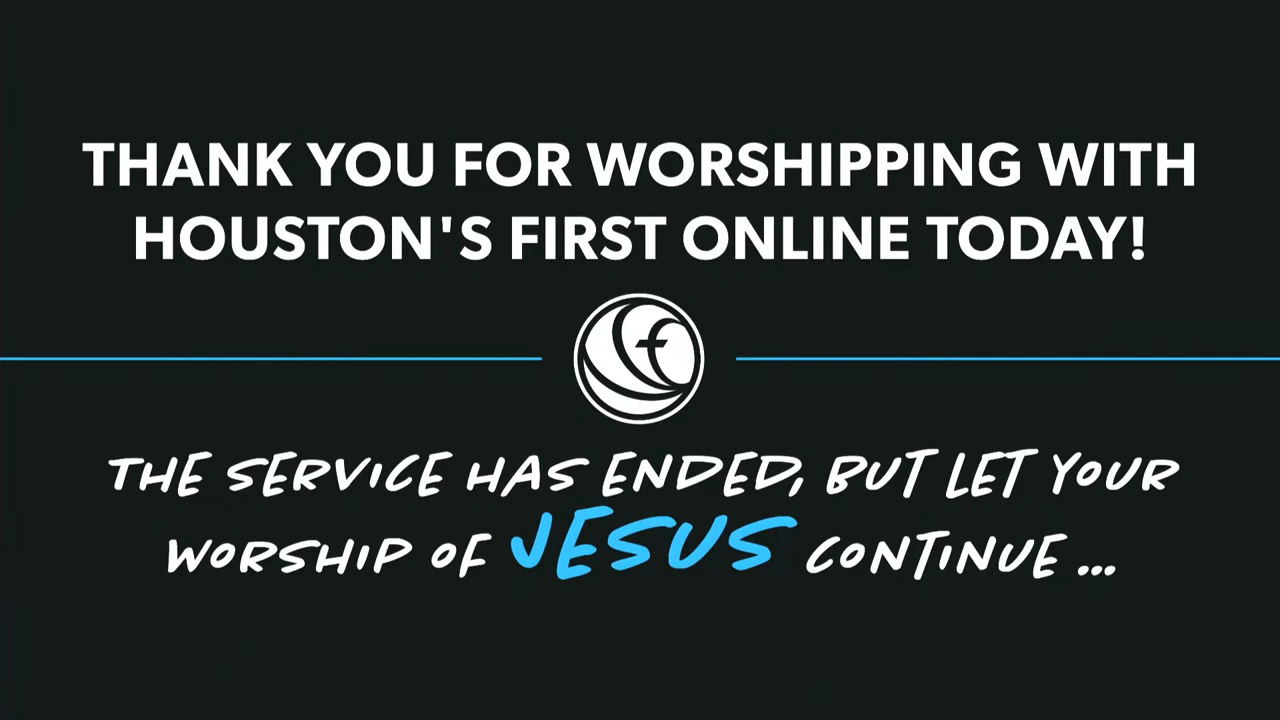 THANK YOU FOR WORSHIPPING WITH
HOUSTON'S FIRST ONLINE TODAY!
f
THE SERVICE HAS ENDED, BUT LET YOUR
WORSHIP OF JESUS CONTINUE ...